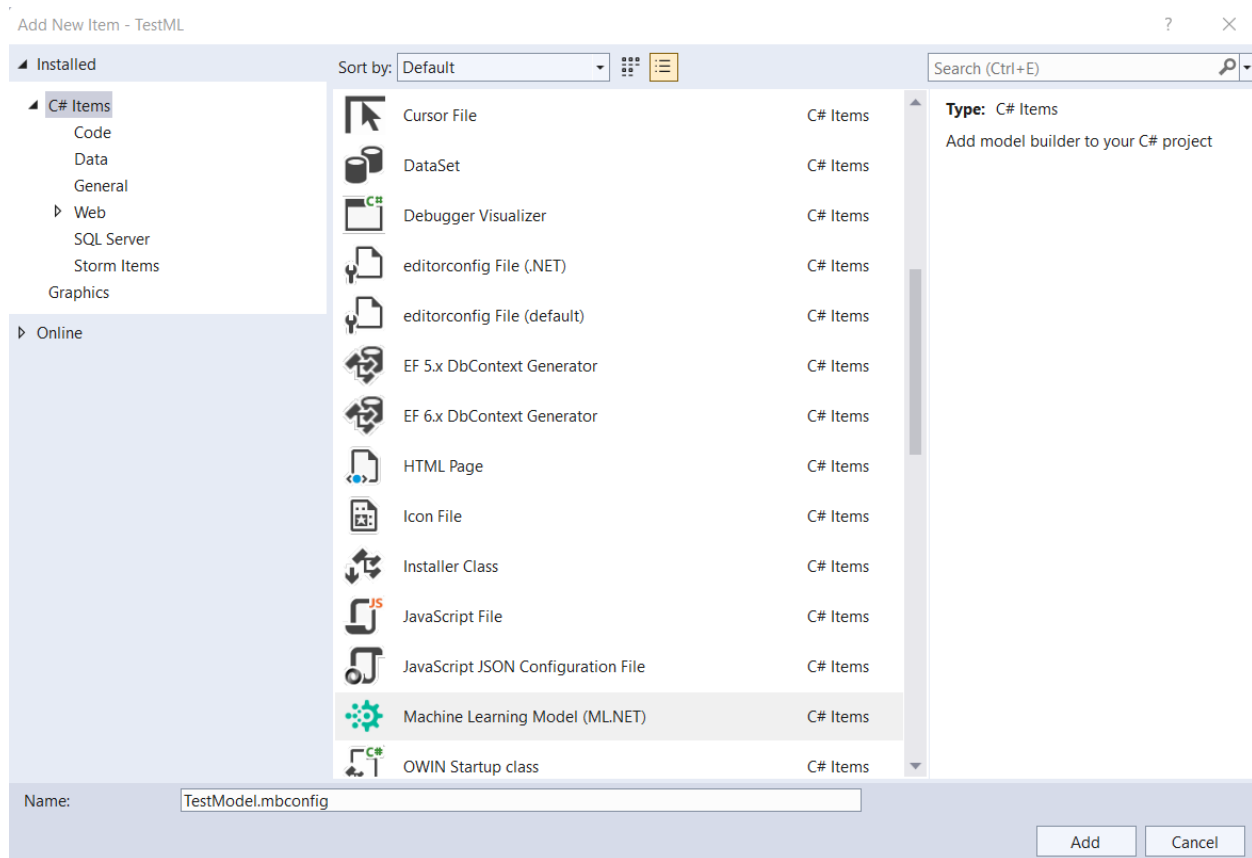 Add New Item - TestML ?
Installed
Sort by: Default
Search (Ctrl+E)
C# Items
Code
Data
General
Web
SQL Server
Storm Items
Graphics
Online
Cursor File C# Items
DataSet C# Items
C#
Debugger Visualizer C# Items
editorconfig File (.NET) C# Items
editorconfig File (default) C# Items
EF 5.x DbContext Generator C# Items
EF 6.x DbContext Generator C# Items
HTML Page C# Items
Icon File C# Items
Installer Class C# Items
JS
JavaScript File C# Items
JavaScript JSON Configuration File C# Items
Machine Learning Model (ML.NET) C# Items
C#
OWIN Startup class C# Items
Type: C# Items
Add model builder to your C# project
Name: TestModel.mbconfig
Add Cancel